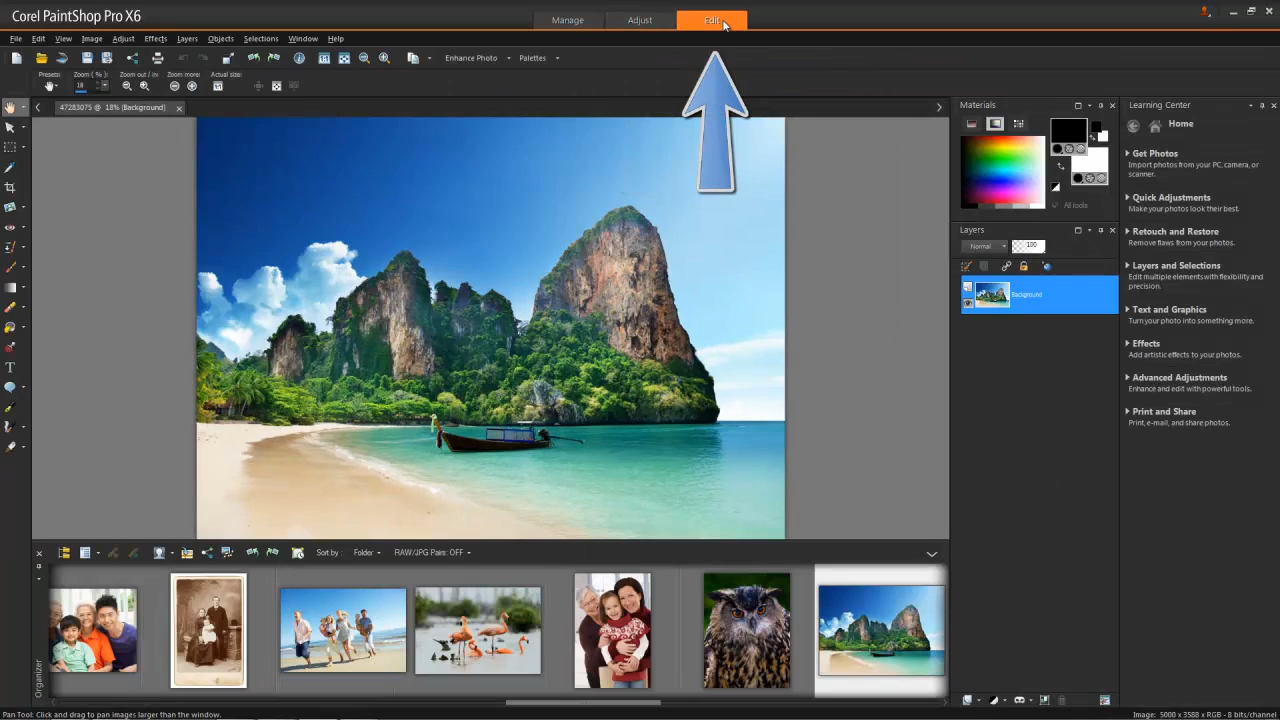 Corel PaintShop Pro X6
Manage Adjust Edit
File Edit View Image Adjust Effects Layers Objects Selections Window Help
Enhance Photo Palettes
Presets: Zoom ( % ): Zoom out / in: Zoom more: Actual size:
18
47283075 @ 18% (Background)
Materials
All tools
Layers
Normal 100
Background
Learning Center
Home
Get Photos
Import photos from your PC, camera, or
scanner.
Quick Adjustments
Make your photos look their best.
Retouch and Restore
Remove flaws from your photos.
Layers and Selections
Edit multiple elements with flexibility and
precision.
Text and Graphics
Turn your photo into something more.
Effects
Add artistic effects to your photos.
Advanced Adjustments
Enhance and edit with powerful tools.
Print and Share
Print, e-mail, and share photos.
Sort by : Folder RAW/JPG Pairs: OFF
Organizer
Pan Tool: Click and drag to pan images larger than the window.
Image: 5000 x 3588 x RGB - 8 bits/channel